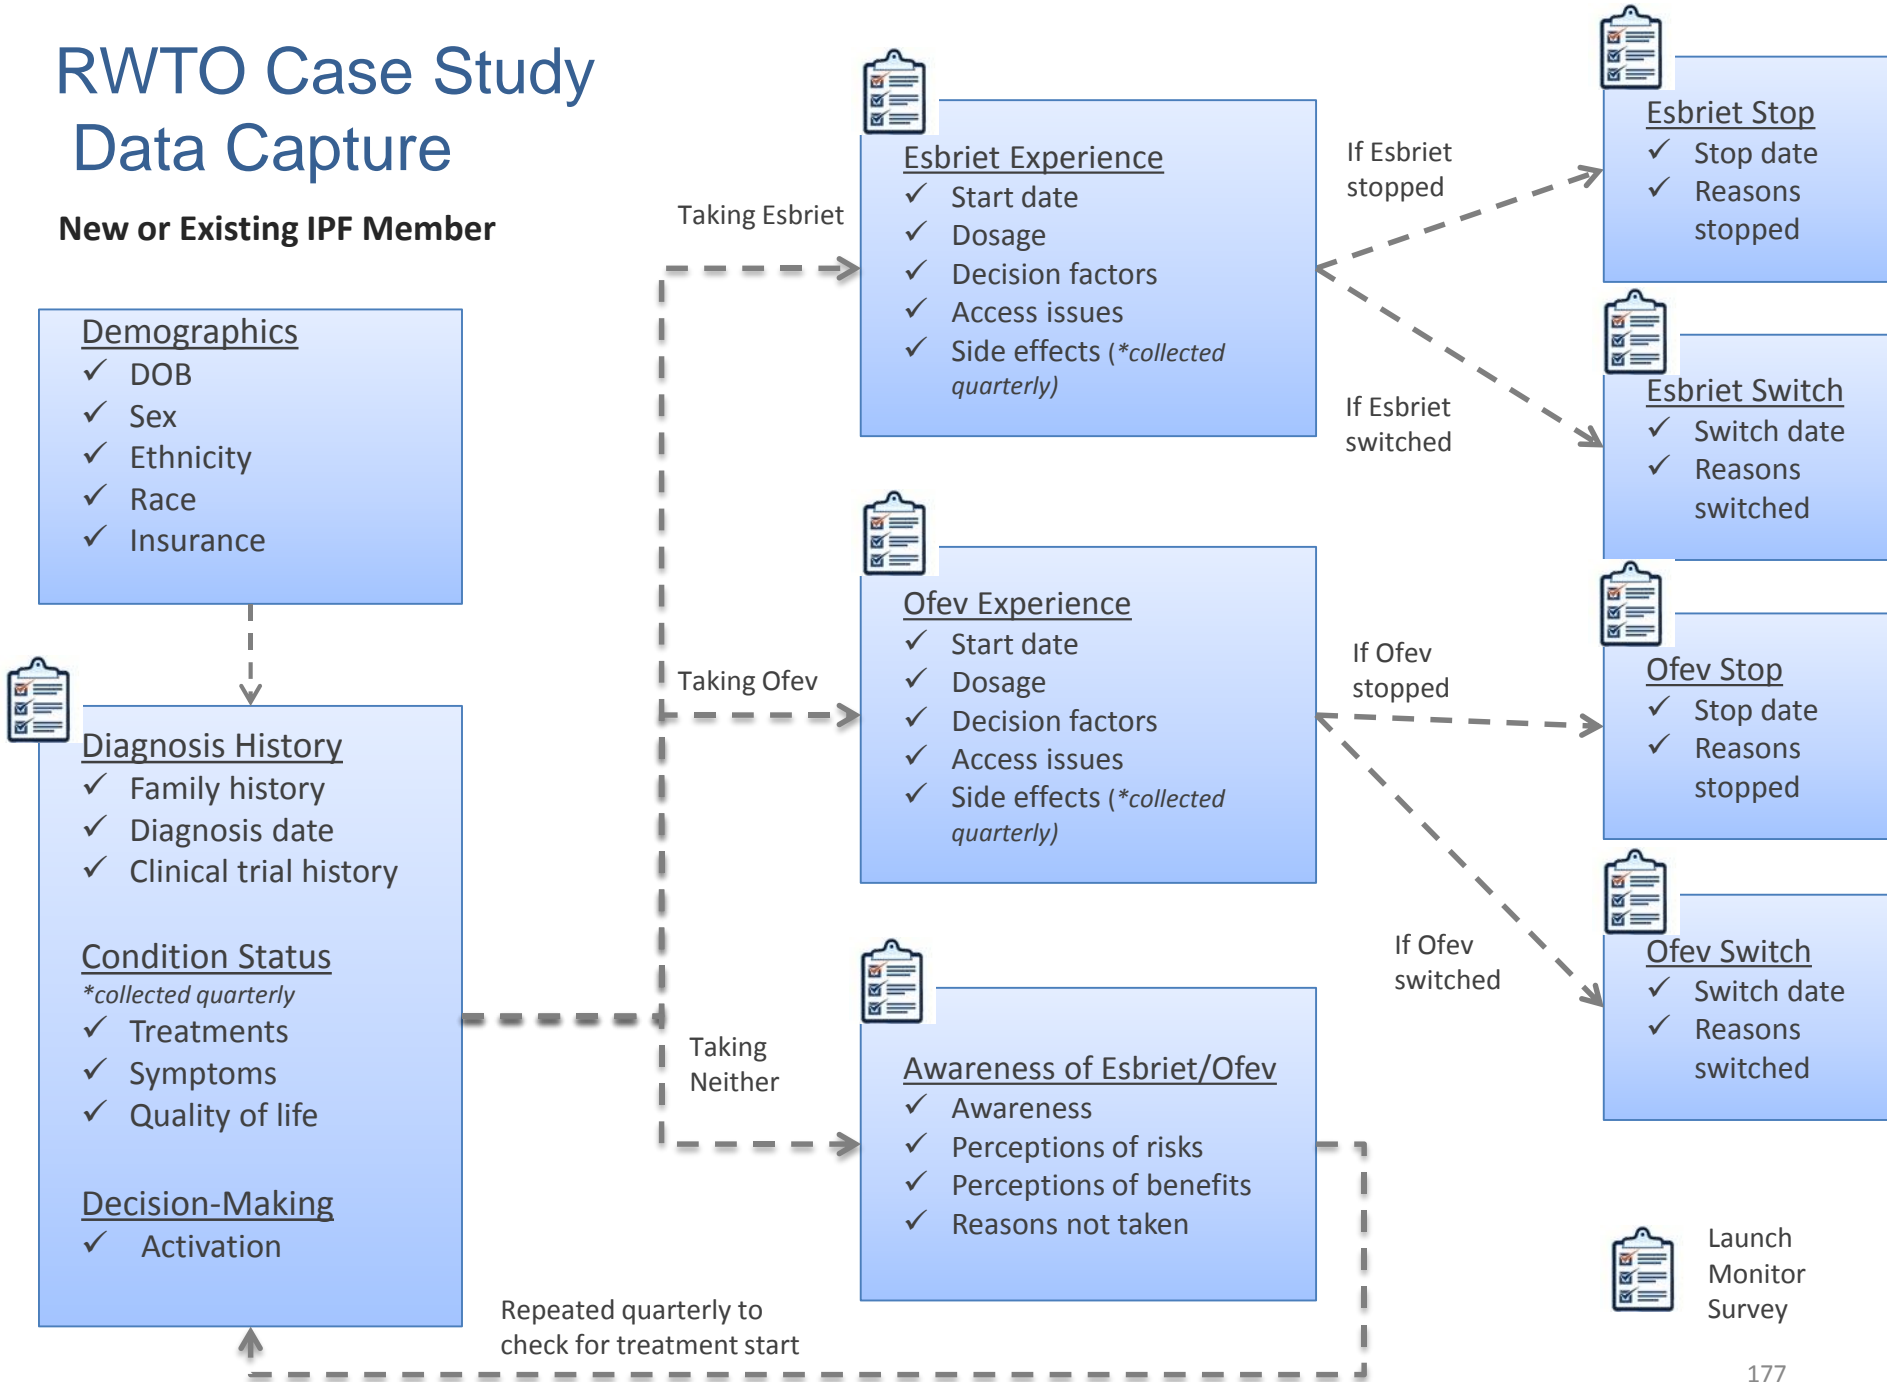 RWTO Case Study
Data Capture
New or Existing IPF Member
Demographics
✓ DOB
✓ Sex
✓ Ethnicity
✓ Race
✓ Insurance
Diagnosis History
✓ Family history
✓ Diagnosis date
✓ Clinical trial history
Condition Status
*collected quarterly
✓ Treatments
✓ Symptoms
✓ Quality of life
Decision-Making
✓ Activation
Taking Esbriet
Esbriet Experience
✓ Start date
✓ Dosage
✓ Decision factors
✓ Access issues
✓ Side effects (*collected
quarterly)
Taking Ofev
Ofev Experience
✓ Start date
✓ Dosage
✓ Decision factors
✓ Access issues
✓ Side effects (*collected
quarterly)
Taking
Neither
Awareness of Esbriet/Ofev
✓ Awareness
✓ Perceptions of risks
✓ Perceptions of benefits
✓ Reasons not taken
Repeated quarterly to
check for treatment start
If Esbriet
stopped
Esbriet Stop
✓ Stop date
✓ Reasons
stopped
If Esbriet
switched
Esbriet Switch
✓ Switch date
✓ Reasons
switched
If Ofev
stopped
Ofev Stop
✓ Stop date
✓ Reasons
stopped
If Ofev
switched
Ofev Switch
✓ Switch date
✓ Reasons
switched
Launch
Monitor
Survey
177